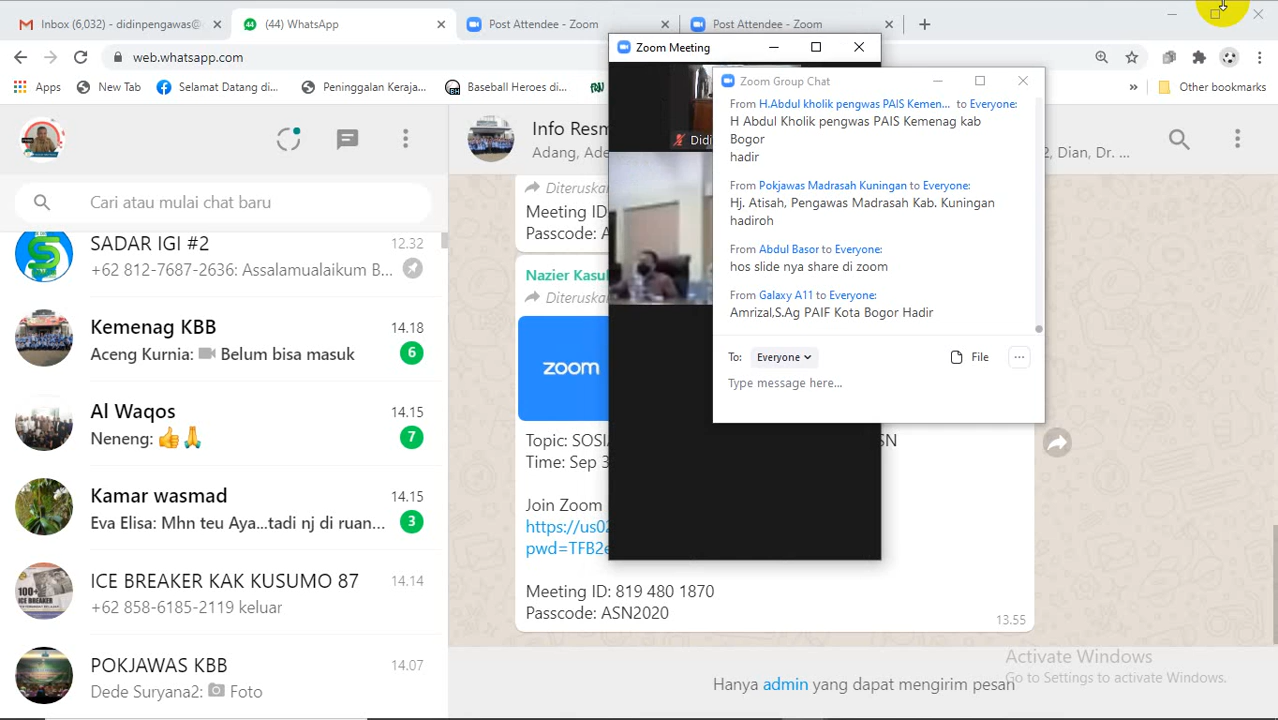 Inbox (6,032) - didinpengawas@
(44) WhatsApp
Post Attendee - Zoom
Post Attendee - Zoom
web.whatsapp.com
Apps
New Tab
Selamat Datang di...
Peninggalan Keraja...
Baseball Heroes di...
Other bookmarks
Cari atau mulai chat baru
SADAR IGI #2
12.32
+62 812-7687-2636: Assalamualaikum B...
Kemenag KBB
14.18
Aceng Kurnia: Belum bisa masuk
6
Al Waqos
14.15
Neneng: 👍🙏
7
Kamar wasmad
14.15
Eva Elisa: Mhn teu Aya...tadi nj di ruan...
3
ICE BREAKER KAK KUSUMO 87
14.14
+62 858-6185-2119 keluar
POKJAWAS KBB
14.07
Dede Suryana2: Foto
Info Resm
Adang, Ade
2, Dian, Dr. ...
Diteruska
Meeting ID
Passcode: A
Nazier Kasu
Diteruska
zoom
Topic: SOSIA
SN
Time: Sep 3
Join Zoom
https://us02
pwd=TFB2e
Meeting ID: 819 480 1870
Passcode: ASN2020
13.55
Hanya admin yang dapat mengirim pesan
Zoom Meeting
Didi
Zoom Group Chat
From H.Abdul kholik pengwas PAIS Kemen... to Everyone:
H Abdul Kholik pengwas PAIS Kemenag kab
Bogor
hadir
From Pokjawas Madrasah Kuningan to Everyone:
Hj. Atisah, Pengawas Madrasah Kab. Kuningan
hadiroh
From Abdul Basor to Everyone:
hos slide nya share di zoom
From Galaxy A11 to Everyone:
Amrizal,S.Ag PAIF Kota Bogor Hadir
To: Everyone
File
Type message here...
Activate Windows
Go to Settings to activate Windows.